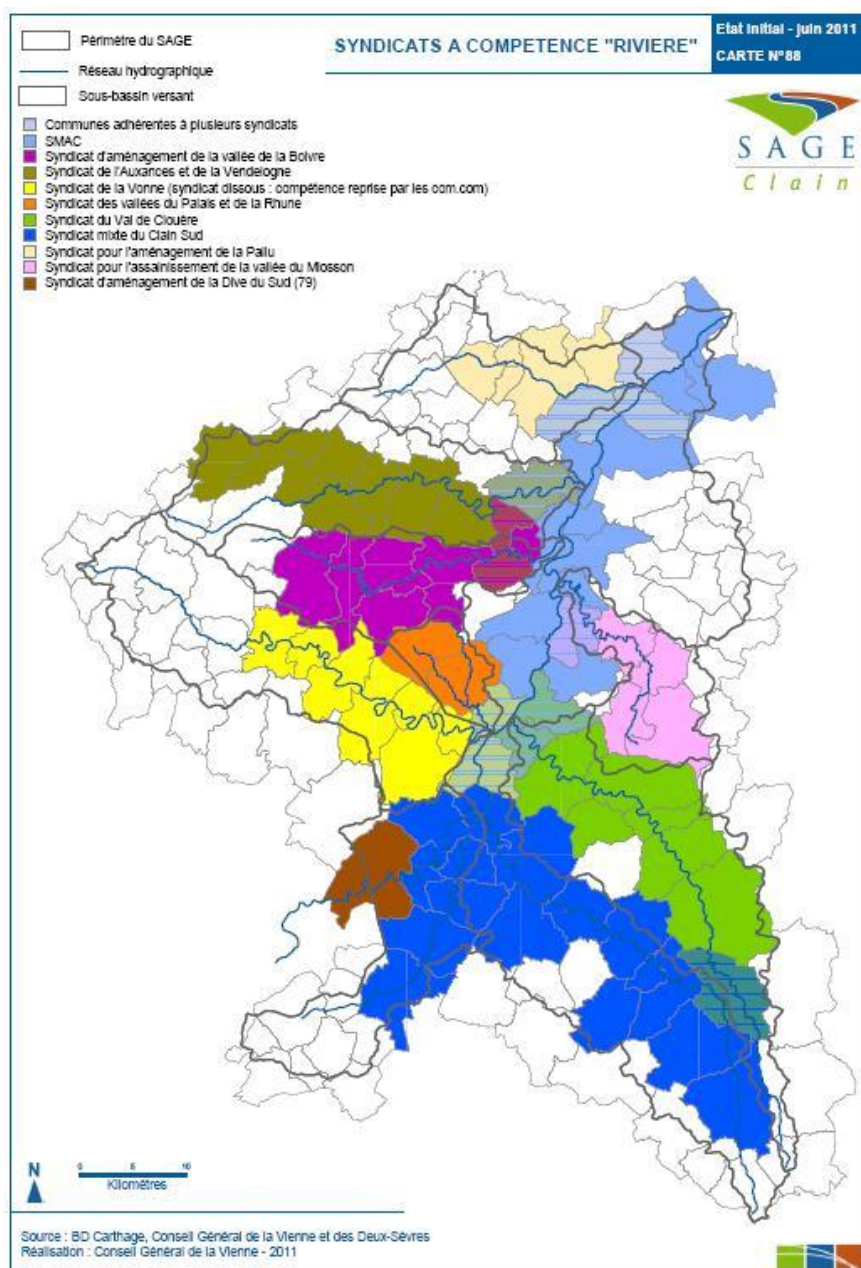 Périmètre du SAGE
Réseau hydrographique
Sous-bassin versant
Communes adhérentes à plusieurs syndicats
SMAC
Syndicat d'aménagement de la vallée de la Boivre
Syndicat de l'Auxances et de la Vendelogne
Syndicat de la Vonne (syndicat dissous : compétence reprise par les com.com)
Syndicat des vallées du Palais et de la Rhune
Syndicat du Val de Clouère
Syndicat mixte du Clain Sud
Syndicat pour l'aménagement de la Pallu
Syndicat pour l'assainissement de la vallée du Miosson
Syndicat d'aménagement de la Dive du Sud (79)
SYNDICATS A COMPETENCE "RIVIERE"
Etat Initial - juin 2011
CARTE N°88
SAGE
Clain
N
0 5 10
Kilomètres
Source : BD Carthage, Conseil Général de la Vienne et des Deux-Sèvres
Réalisation : Conseil Général de la Vienne - 2011